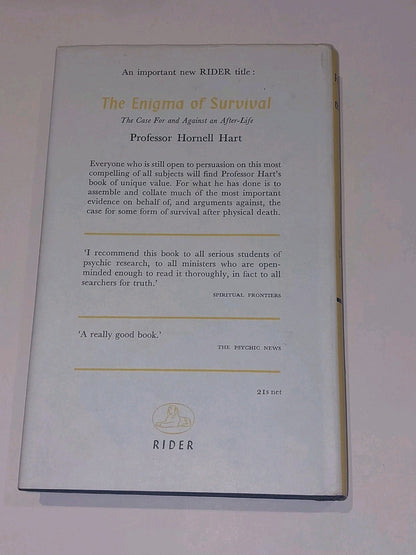 An important new RIDER title :
The Enigma of Survival
The Case For and Against an After-Life
Professor Hornell Hart
Everyone who is still open to persuasion on this most
compelling of all subjects will find Professor Hart's
book of unique value. For what he has done is to
assemble and collate much of the most important
evidence on behalf of, and arguments against, the
case for some form of survival after physical death.
'I recommend this book to all serious students of
psychic research, to all ministers who are open-
minded enough to read it thoroughly, in fact to all
searchers for truth.'
SPIRITUAL FRONTIERS
'A really good book.'
THE PSYCHIC NEWS
21s net
RIDER